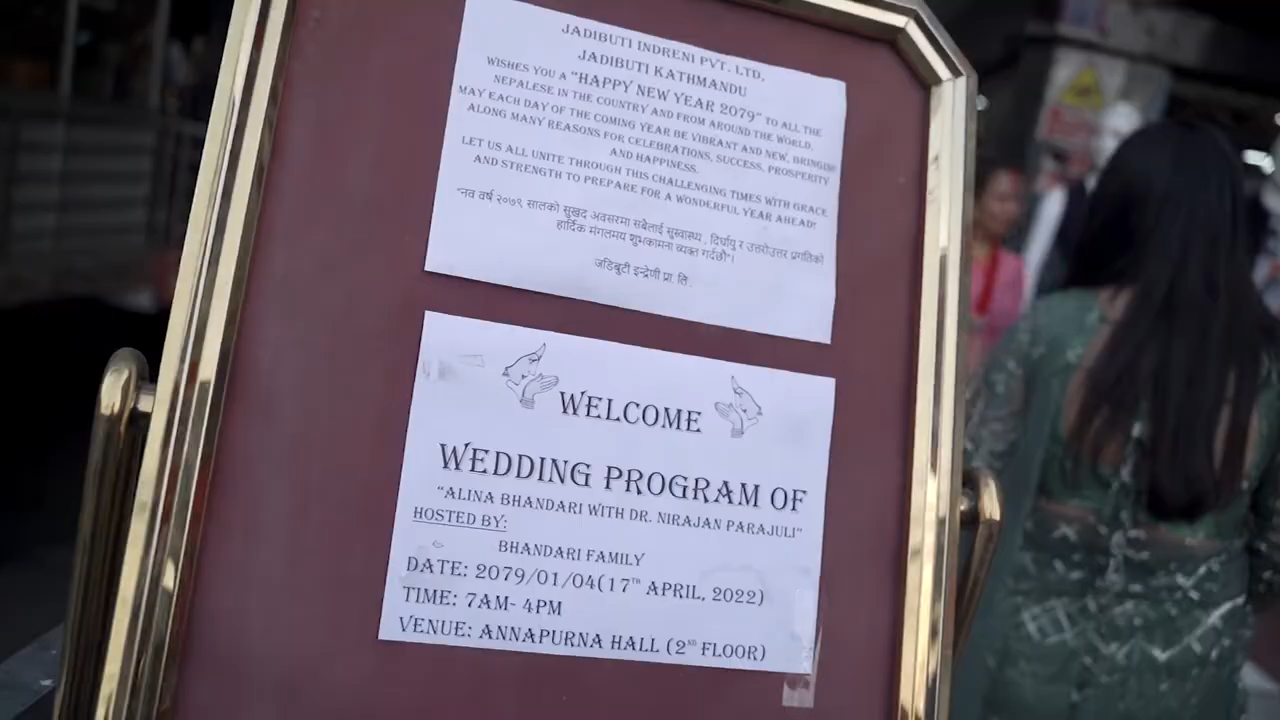 JADIBUTI INDRENI PVT. LTD.
JADIBUTI KATHMANDU
WISHES YOU A "HAPPY NEW YEAR 2079" TO ALL THE
NEPALESE IN THE COUNTRY AND FROM AROUND THE WORLD.
MAY EACH DAY OF THE COMING YEAR BE VIBRANT AND NEW, BRINGING
ALONG MANY REASONS FOR CELEBRATIONS, SUCCESS, PROSPERITY
AND HAPPINESS.
LET US ALL UNITE THROUGH THIS CHALLENGING TIMES WITH GRACE
AND STRENGTH TO PREPARE FOR A WONDERFUL YEAR AHEAD!
"नव वर्ष २०७९ सालको सुखद अवसरमा सबैलाई सुस्वास्थ्य , दिर्घायु र उत्तरोउत्तर प्रगतिको
हार्दिक मंगलमय शुभकामना व्यक्त गर्दछौ"।
जडिबुटी इन्द्रेणी प्रा. लि .
WELCOME
WEDDING PROGRAM OF
"ALINA BHANDARI WITH DR. NIRAJAN PARAJULI"
HOSTED BY:
BHANDARI FAMILY
DATE: 2079/01/04(17TH APRIL, 2022)
TIME: 7AM- 4PM
VENUE: ANNAPURNA HALL (2ND FLOOR)